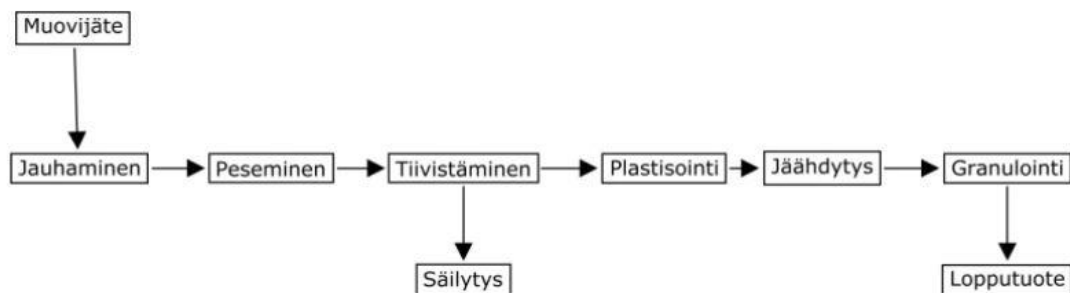 Muovijäte
Jauhaminen
Peseminen
Tiivistäminen
Plastisointi
Jäähdytys
Granulointi
Säilytys
Lopputuote